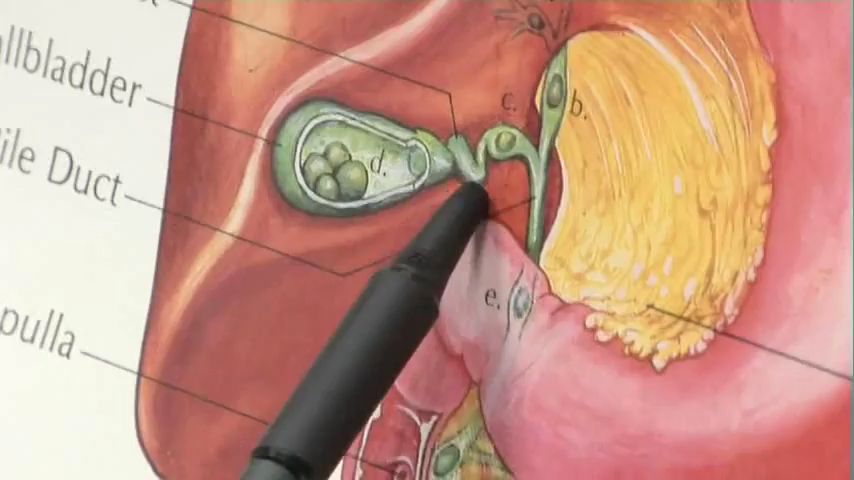 allbladder
ile Duct
pulla
c.
b.
d.
e.